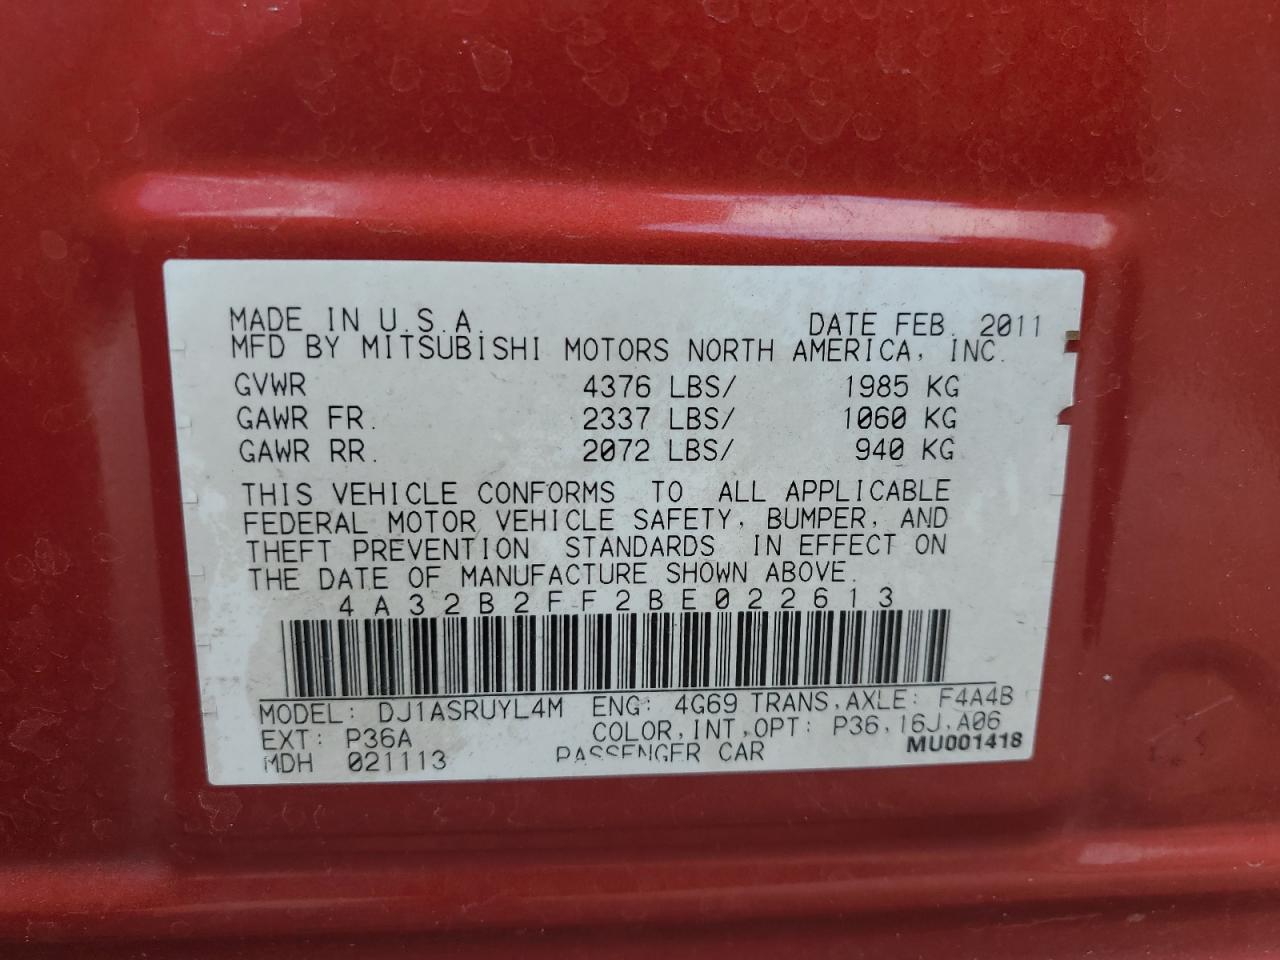 MADE IN U.S.A. DATE FEB. 2011
MFD BY MITSUBISHI MOTORS NORTH AMERICA, INC.
GVWR 4376 LBS/ 1985 KG
GAWR FR. 2337 LBS/ 1060 KG
GAWR RR. 2072 LBS/ 940 KG
THIS VEHICLE CONFORMS TO ALL APPLICABLE
FEDERAL MOTOR VEHICLE SAFETY, BUMPER, AND
THEFT PREVENTION STANDARDS IN EFFECT ON
THE DATE OF MANUFACTURE SHOWN ABOVE.
4A32B2FF2BE022613
MODEL: DJ1ASRUYL4M ENG: 4G69 TRANS,AXLE: F4A4B
EXT: P36A COLOR,INT,OPT: P36,16J,A06
MDH 021113 PASSENGER CAR MU001418